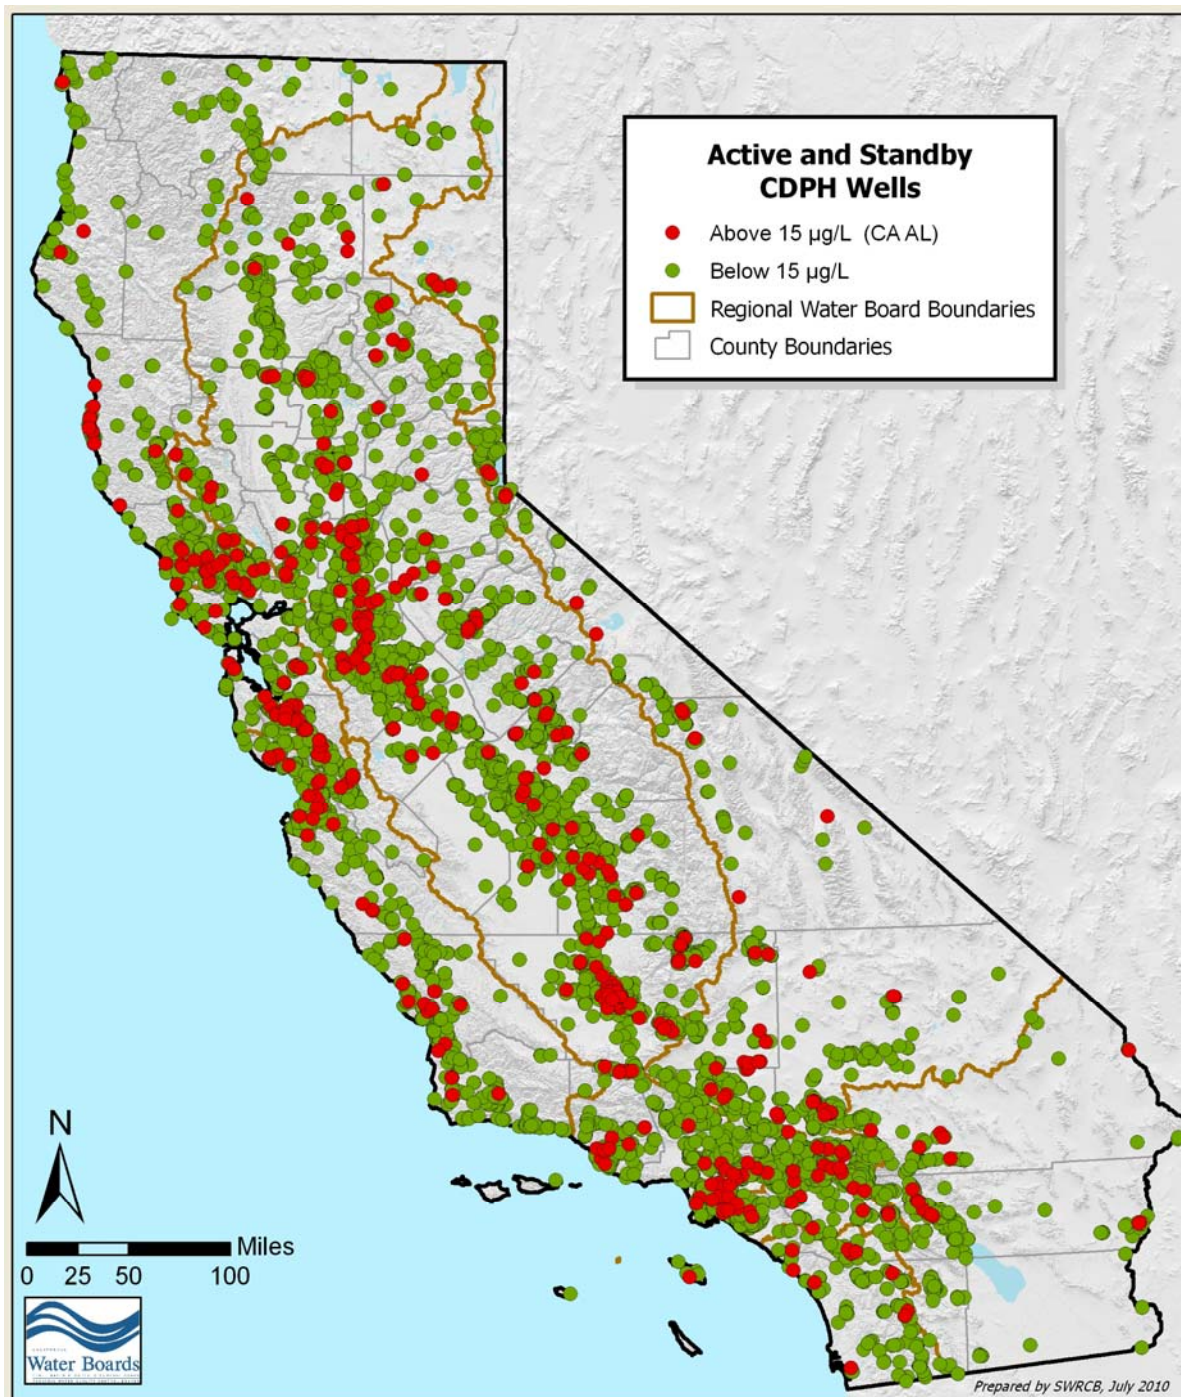 Active and Standby
CDPH Wells
Above 15 µg/L (CA AL)
Below 15 µg/L
Regional Water Board Boundaries
County Boundaries
N
Miles
0 25 50 100
Water Boards
Prepared by SWRCB, July 2010